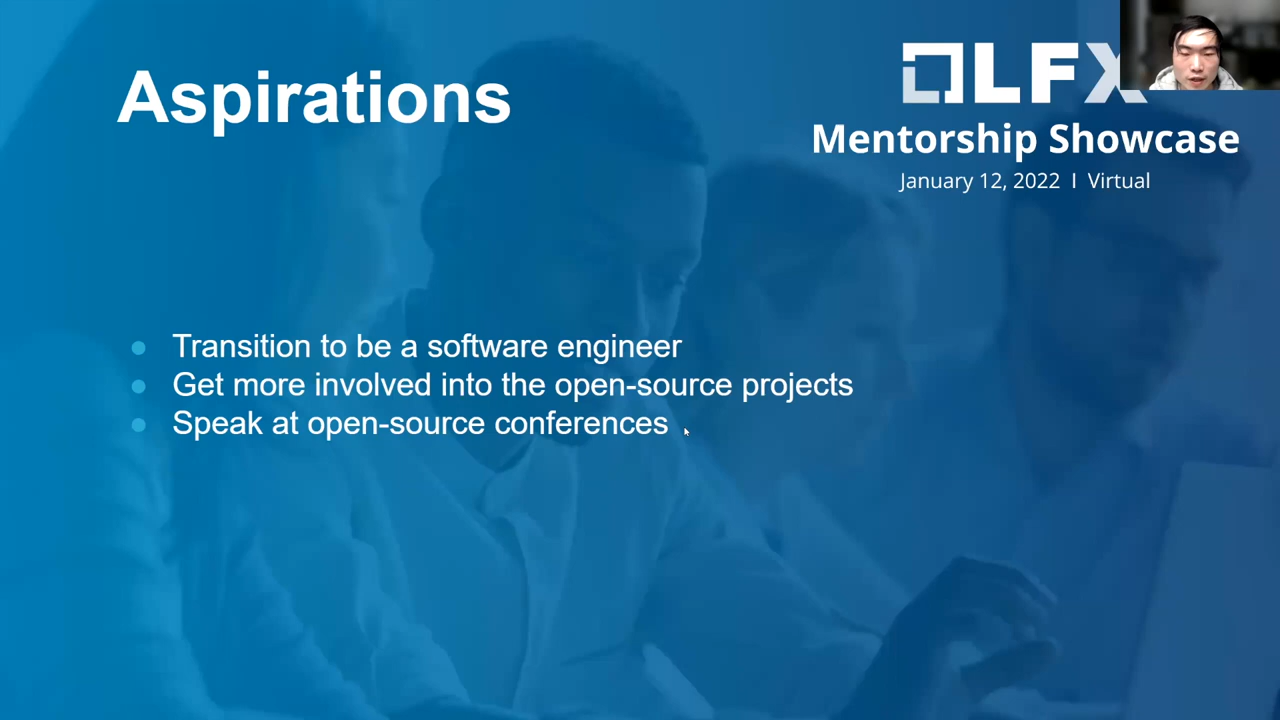 Aspirations
LFX
Mentorship Showcase
January 12, 2022 I Virtual
Transition to be a software engineer
Get more involved into the open-source projects
Speak at open-source conferences